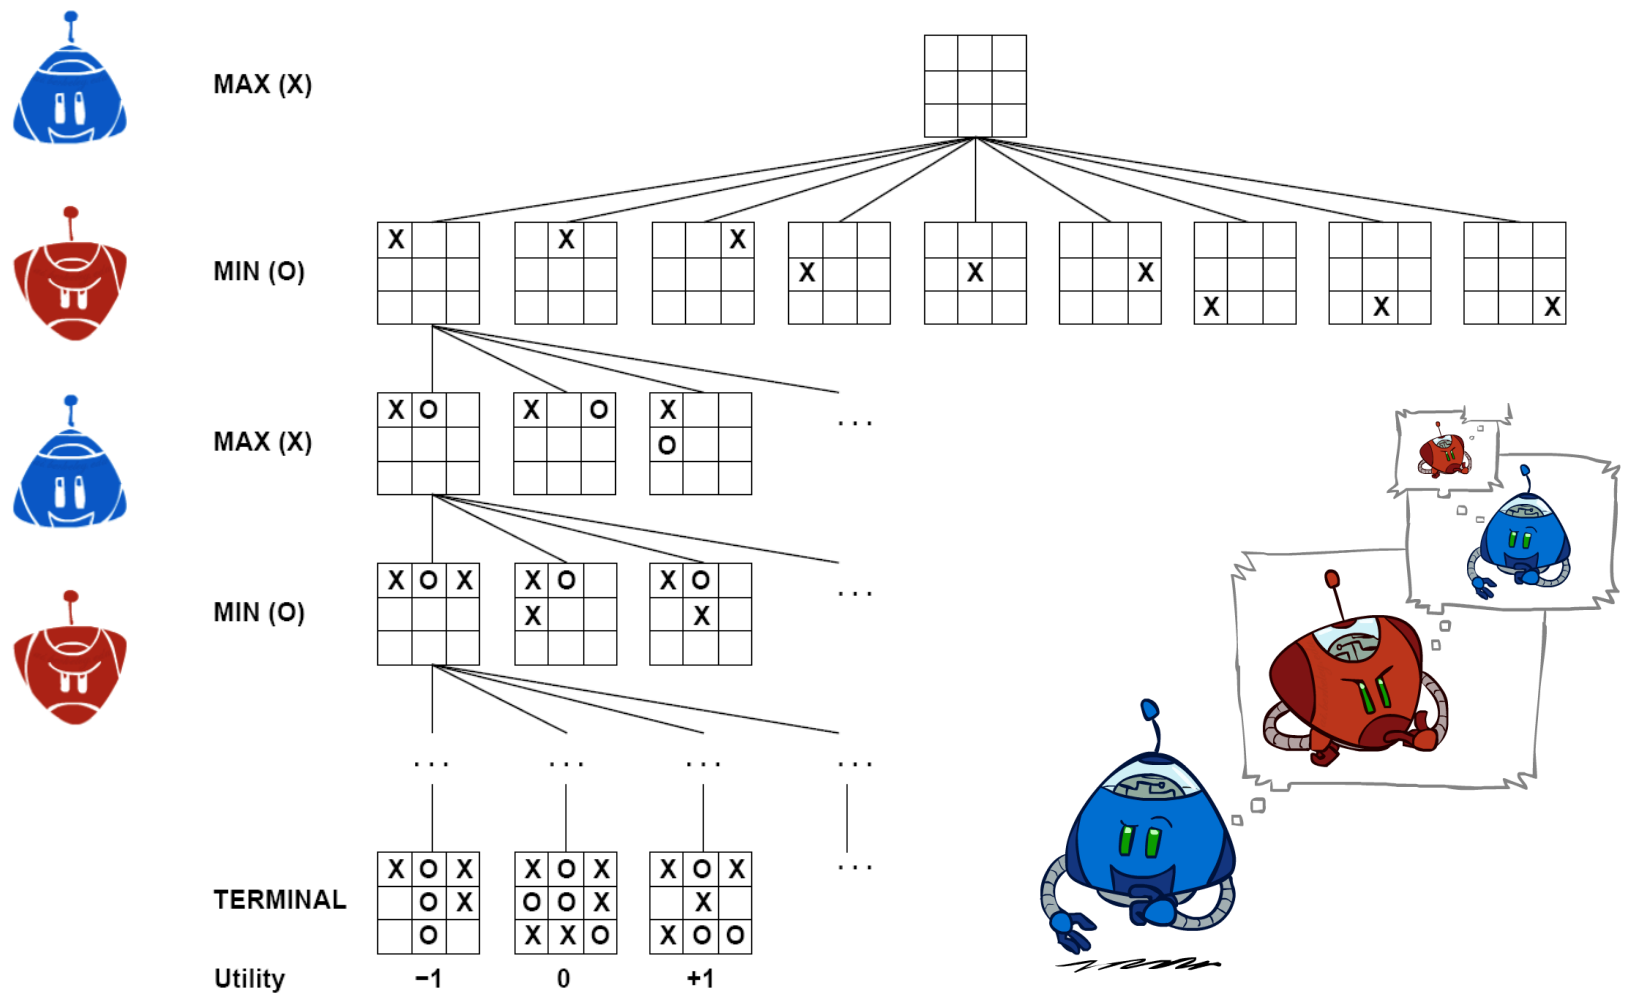 MAX (X)
MIN (O)
X X X X X X X X X
MAX (X)
X O X O X
O
...
MIN (O)
X O X X O X O
X X
...
... ... ... ...
TERMINAL
X O X X O X X O X
O X O O X X
O X X O X O O
...
Utility −1 0 +1